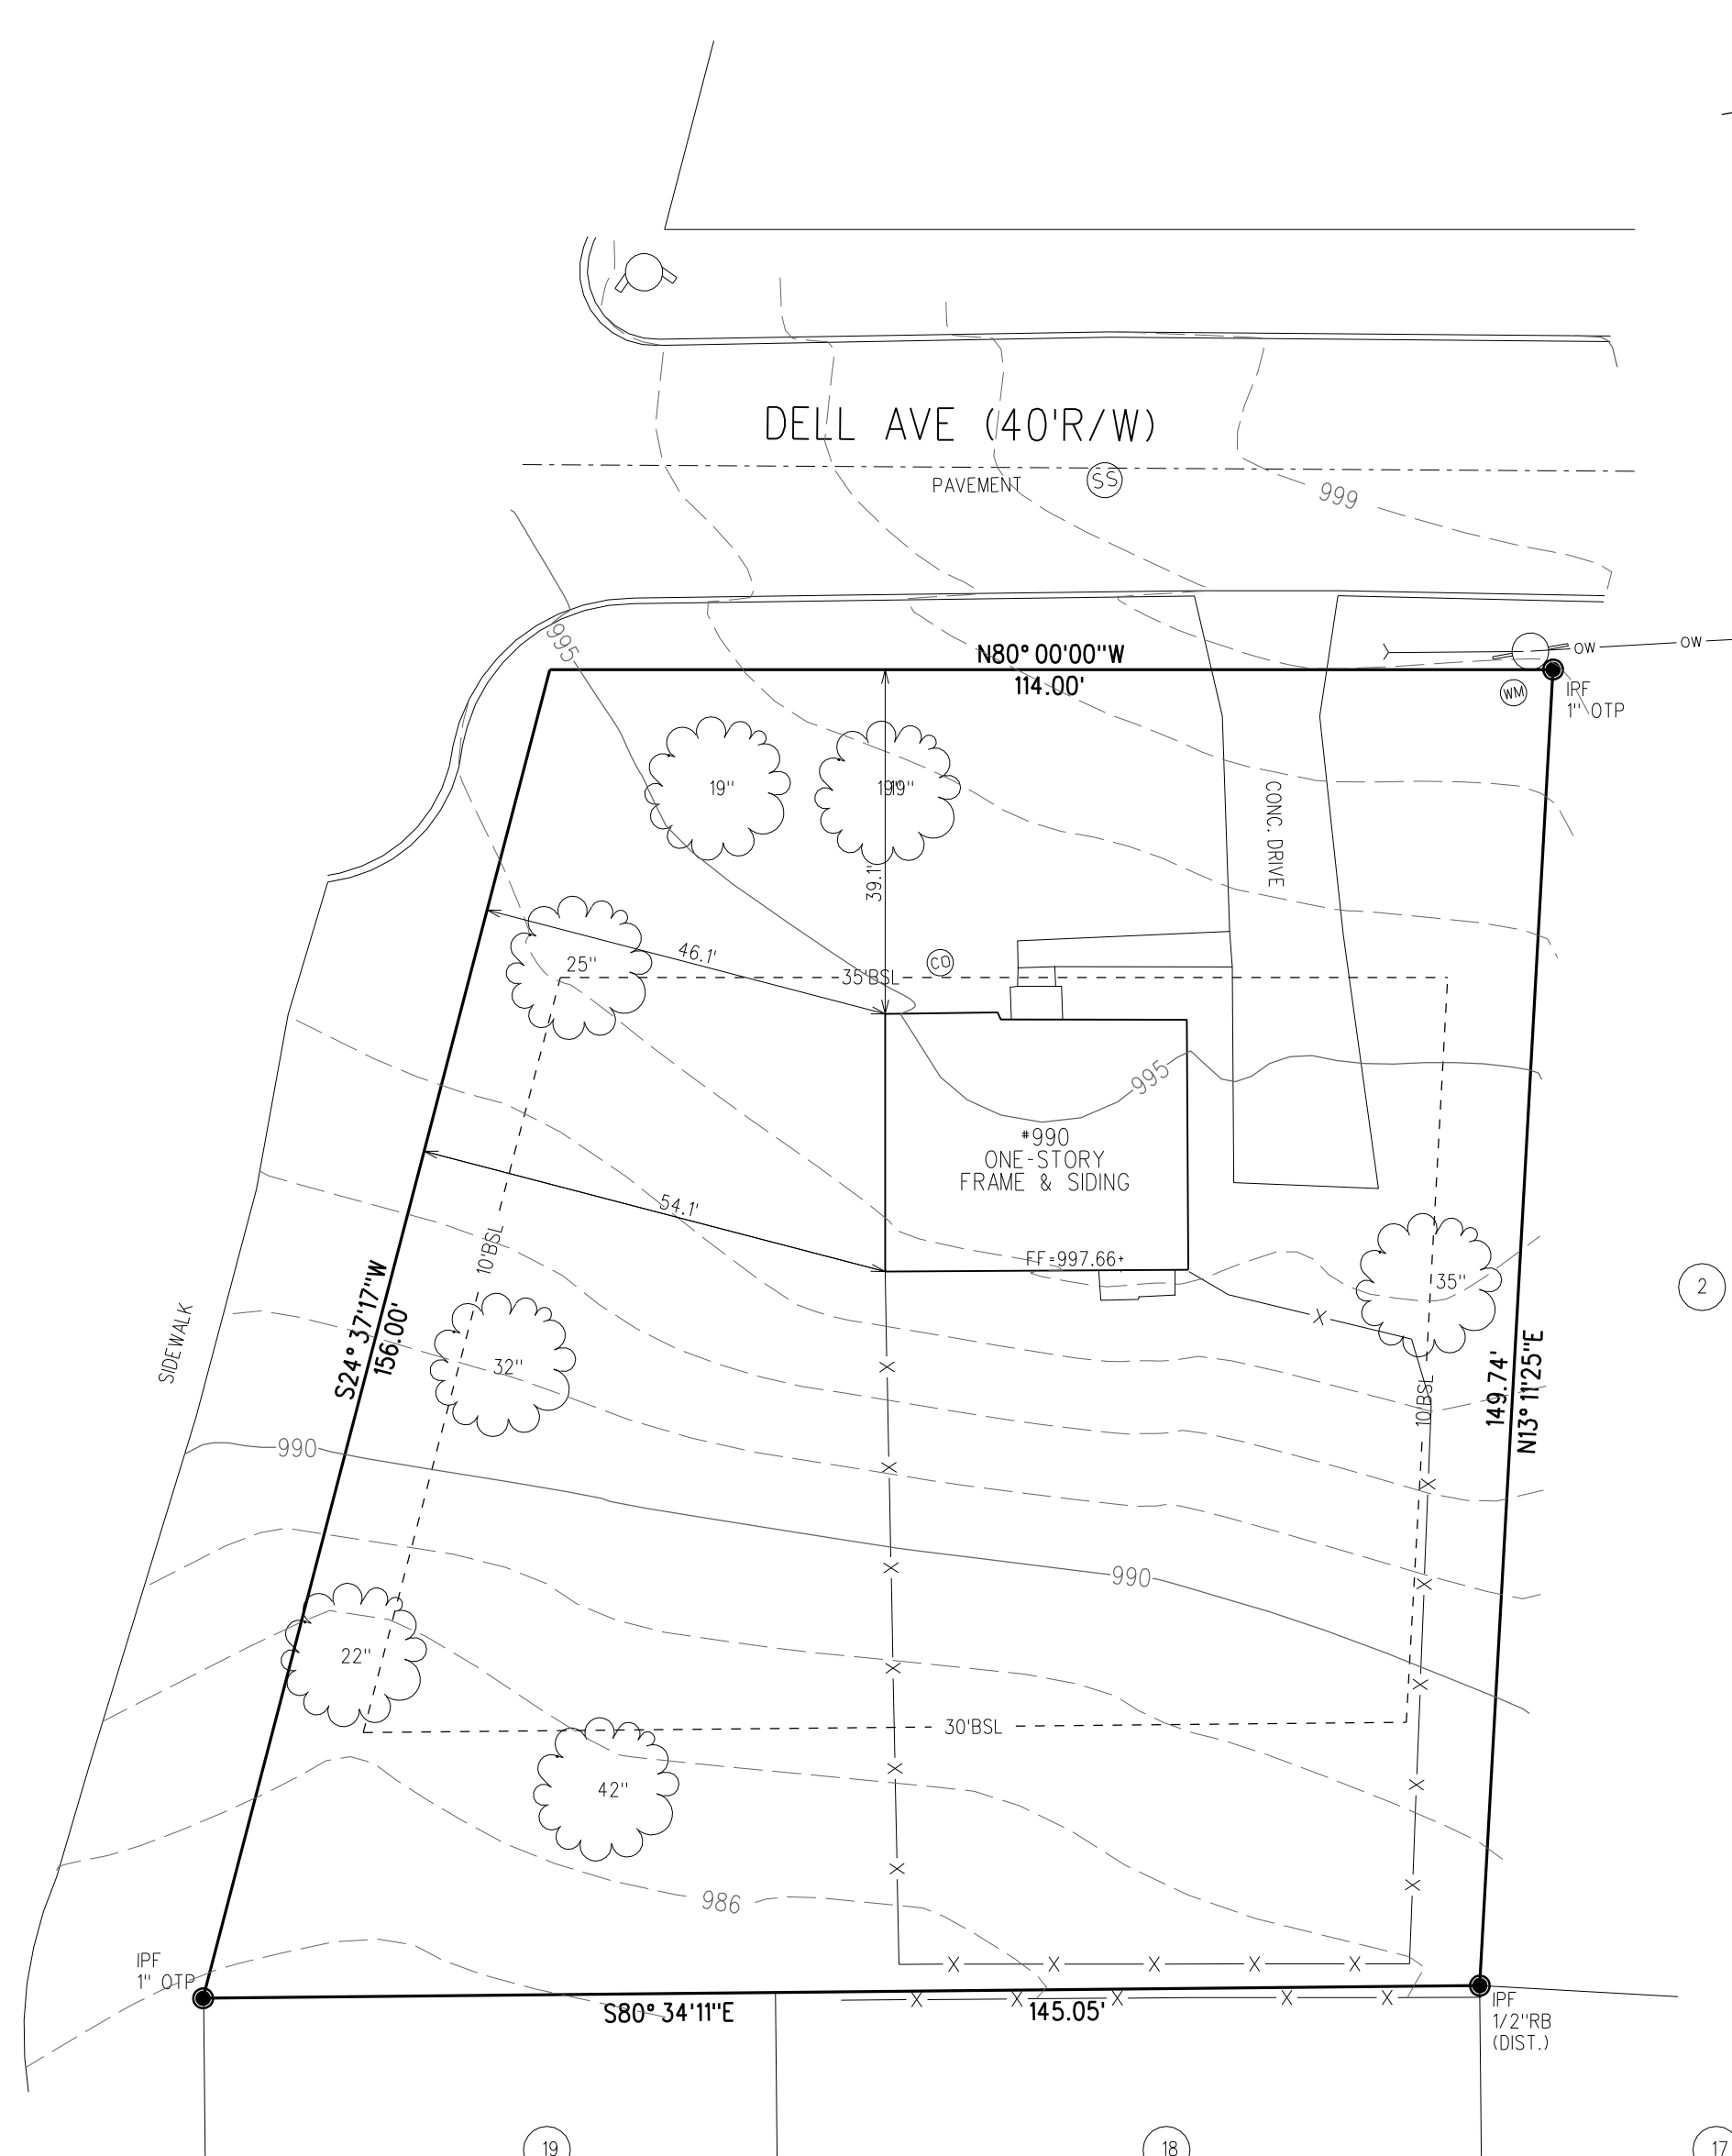 DELL AVE (40'R/W)
PAVEMENT
SS
999
995
N80° 00'00"W
114.00'
OW
OW
WM
IRF
1" OTP
19"
19"
19"
39.1'
CONC. DRIVE
46.1'
25"
CO
35'BSL
995
#990
ONE-STORY
FRAME & SIDING
54.1'
10'BSL
FF=997.66+
35"
2
S24° 37'17"W
156.00'
SIDEWALK
32"
10'BSL
149.74'
N13° 11'25"E
990
990
22"
30'BSL
42"
986
IPF
1" OTP
S80° 34'11"E
145.05'
IPF
1/2"RB
(DIST.)
19
18
17